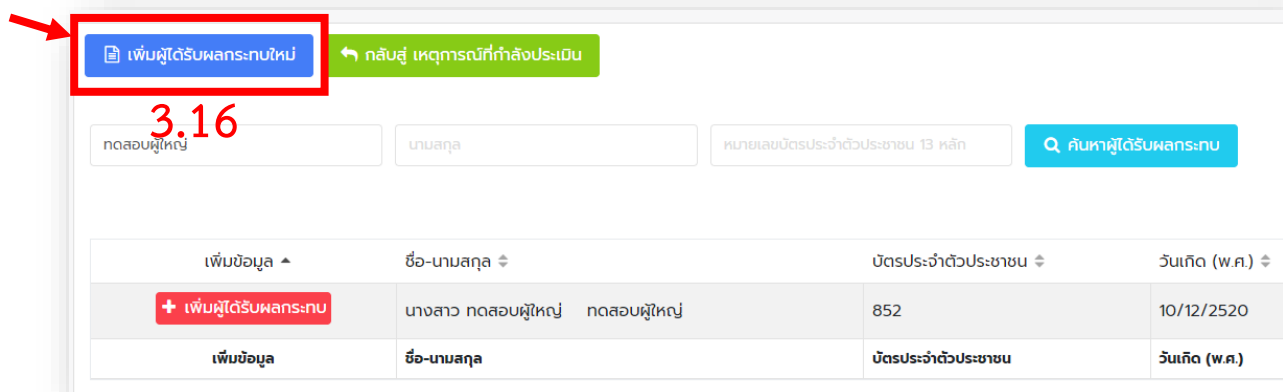 เพิ่มผู้ได้รับผลกระทบใหม่ กลับสู่ เหตุการณ์ที่กำลังประเมิน
3.16
ทดสอบผู้ใหญ่ นามสกุล หมายเลขบัตรประจำตัวประชาชน 13 หลัก ค้นหาผู้ได้รับผลกระทบ
เพิ่มข้อมูล ชื่อ-นามสกุล บัตรประจำตัวประชาชน วันเกิด (พ.ศ.)
+ เพิ่มผู้ได้รับผลกระทบ นางสาว ทดสอบผู้ใหญ่ ทดสอบผู้ใหญ่ 852 10/12/2520
เพิ่มข้อมูล ชื่อ-นามสกุล บัตรประจำตัวประชาชน วันเกิด (พ.ศ.)